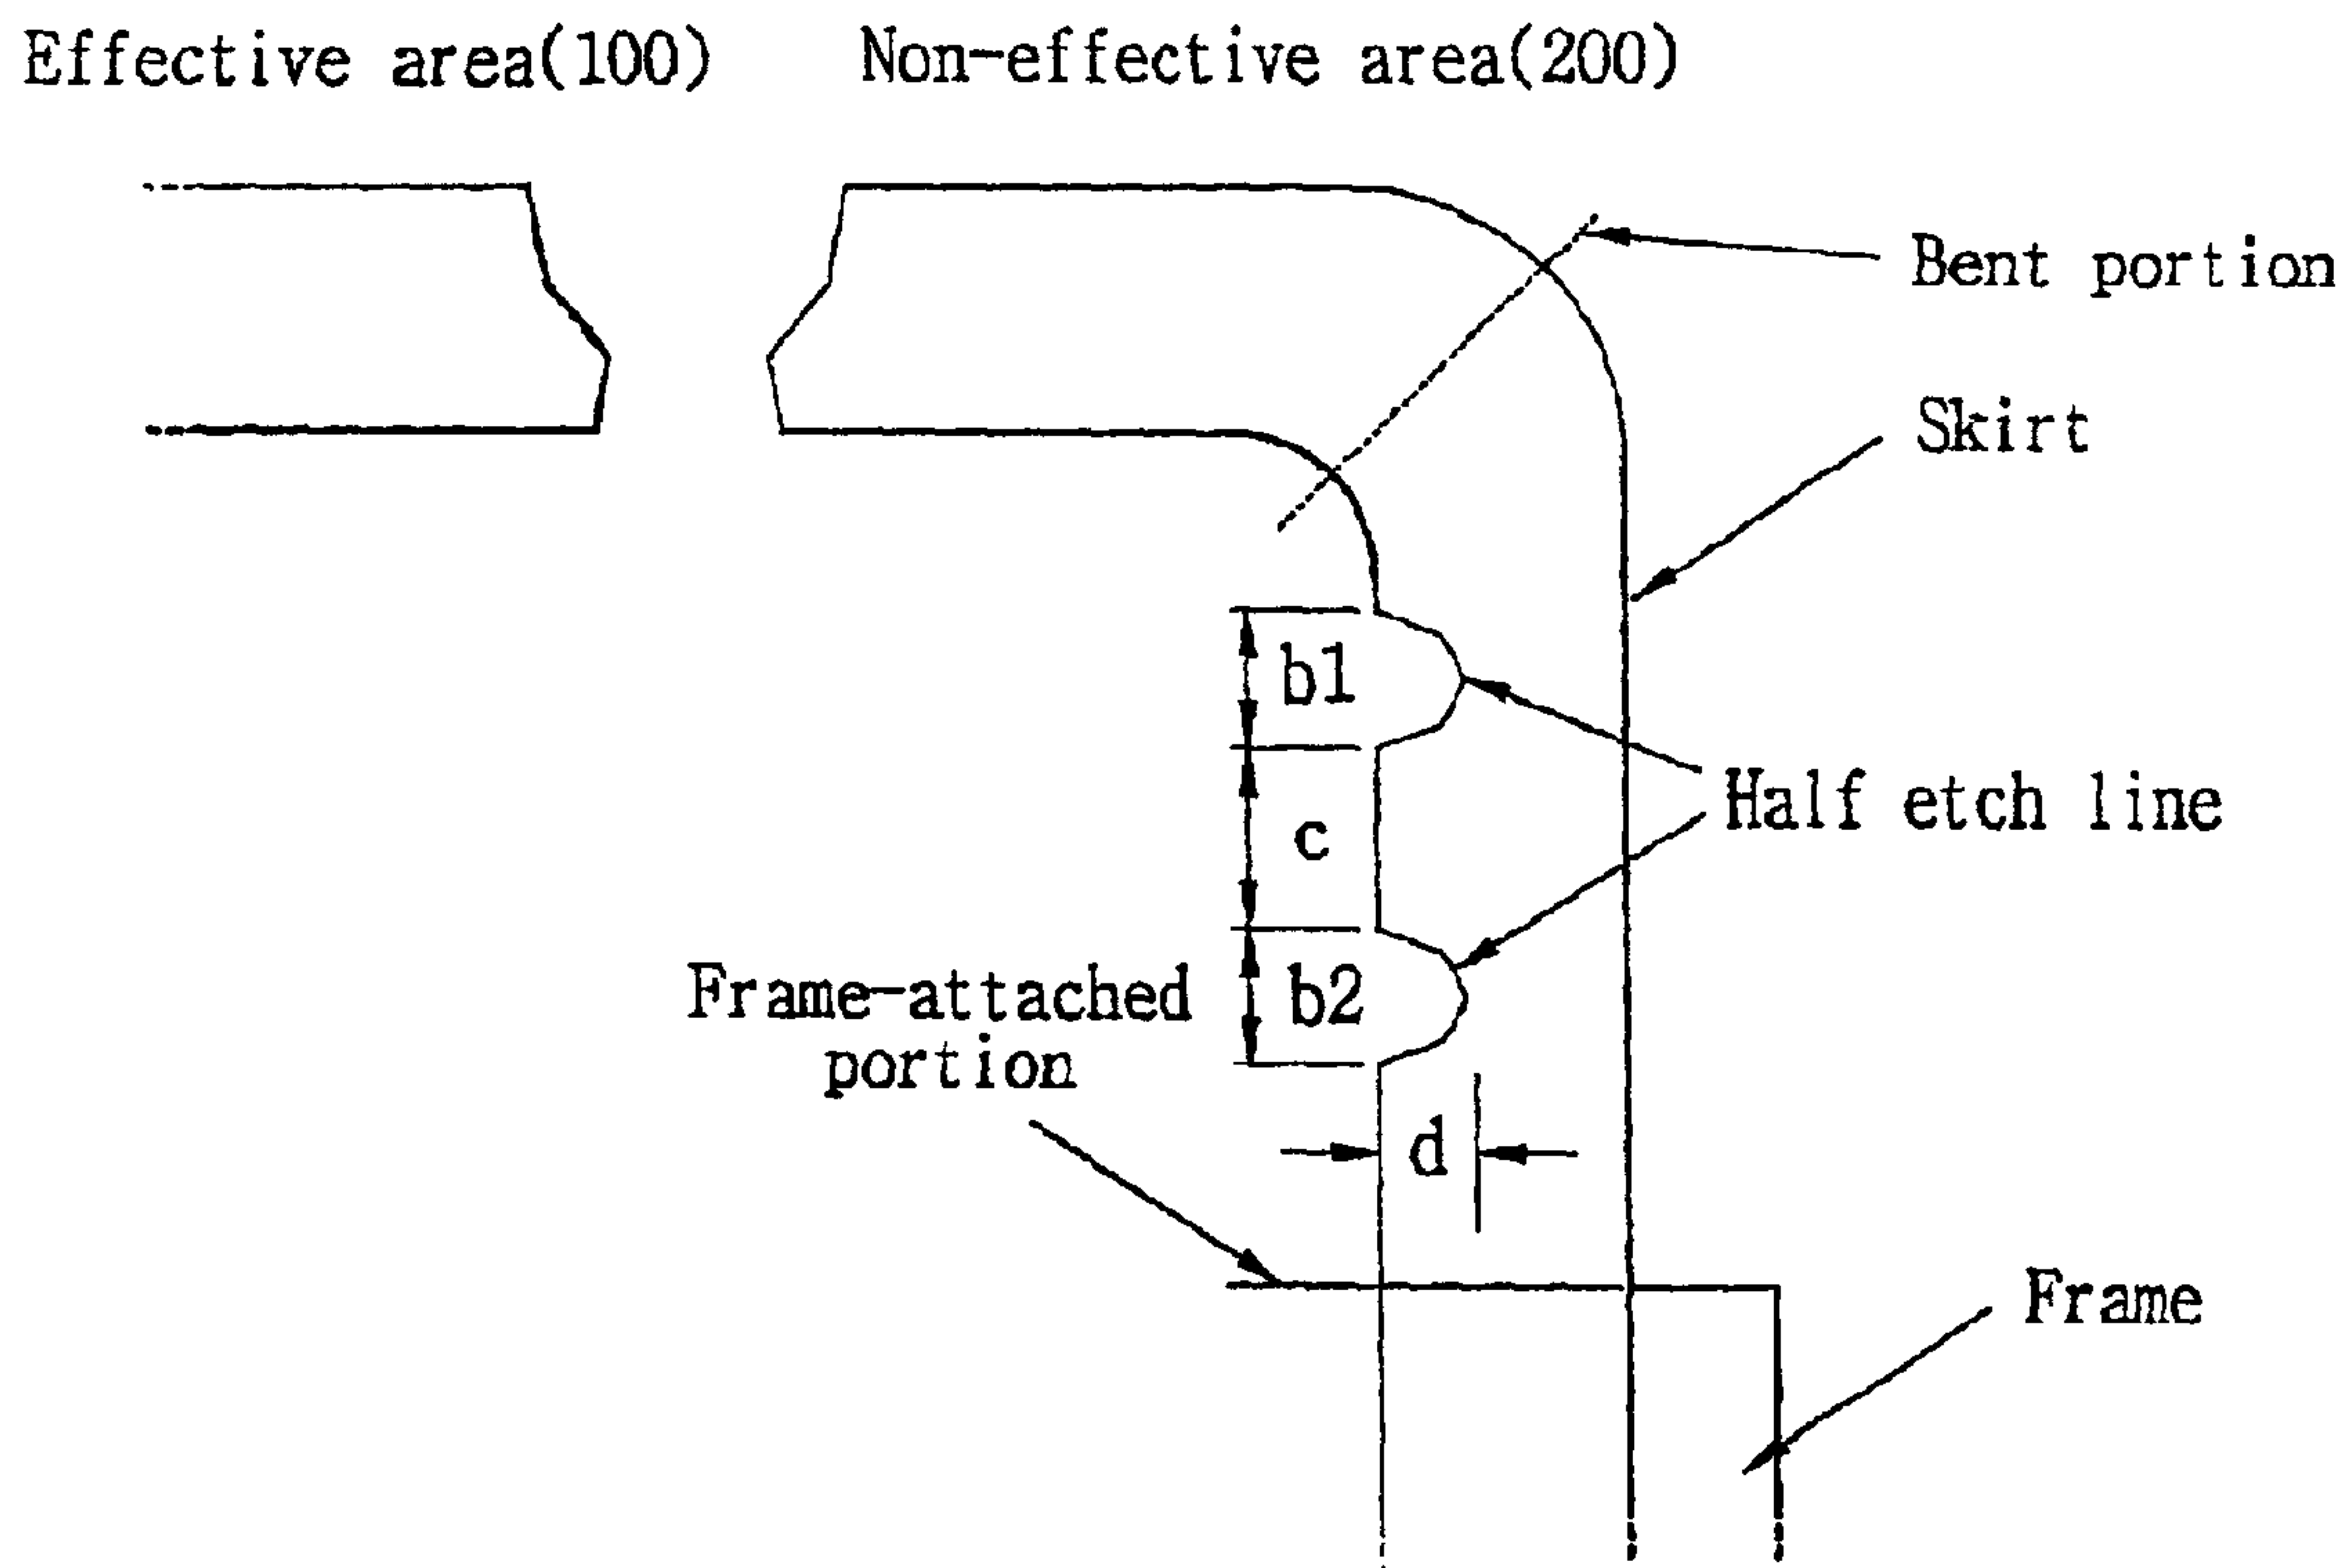 Effective area(100) Non-effective area(200)
Bent portion
Skirt
b1
Half etch line
c
Frame-attached
portion
b2
d
Frame